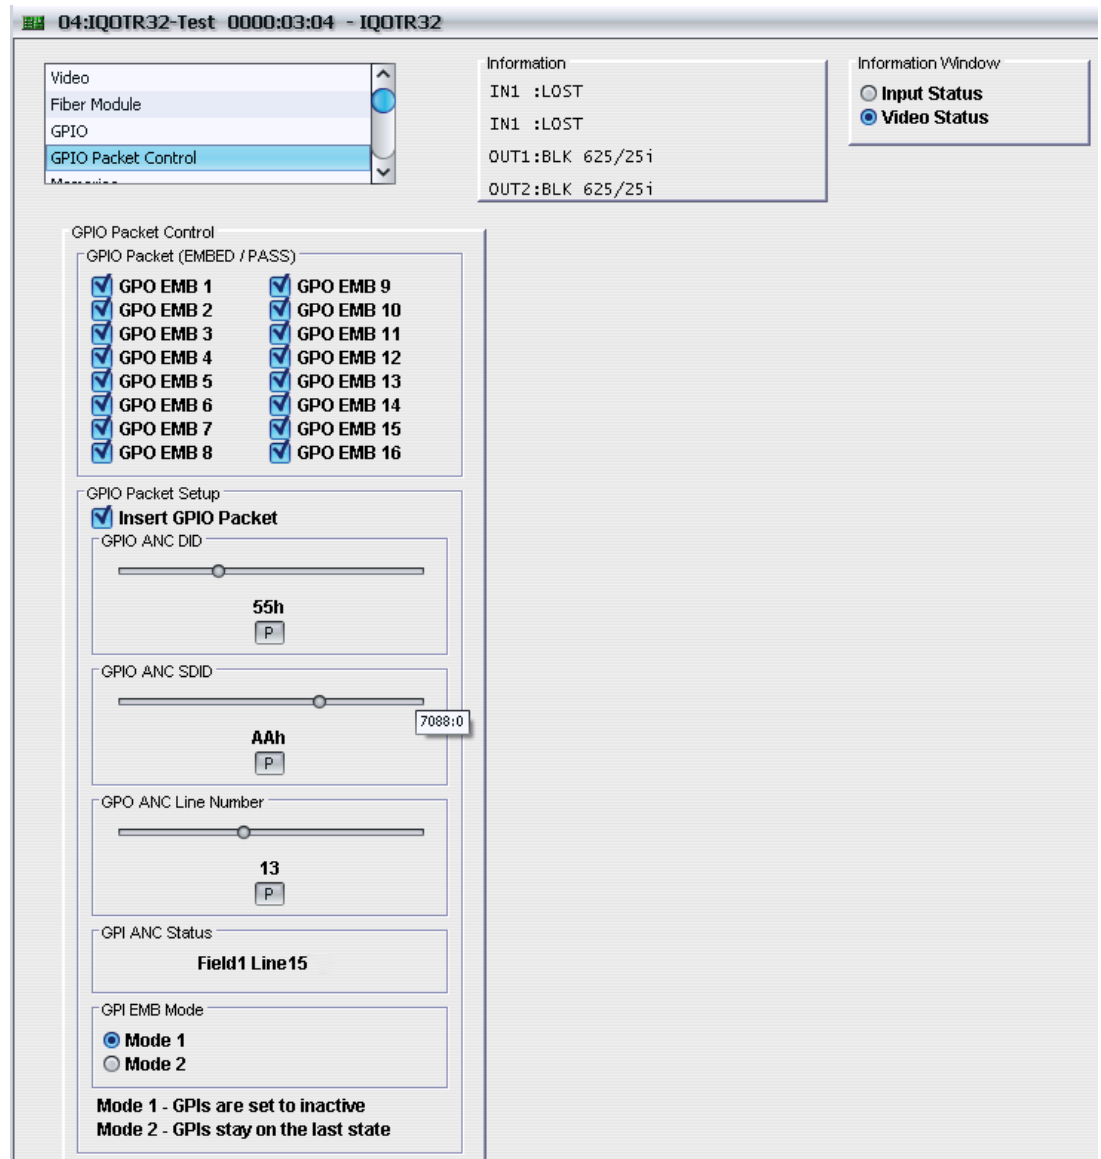 04:IQOTR32-Test 0000:03:04 - IQOTR32
Video
Fiber Module
GPIO
GPIO Packet Control
Memories
Information
IN1 :LOST
IN1 :LOST
OUT1:BLK 625/25i
OUT2:BLK 625/25i
Information Window
Input Status
Video Status
GPIO Packet Control
GPIO Packet (EMBED / PASS)
GPO EMB 1
GPO EMB 2
GPO EMB 3
GPO EMB 4
GPO EMB 5
GPO EMB 6
GPO EMB 7
GPO EMB 8
GPO EMB 9
GPO EMB 10
GPO EMB 11
GPO EMB 12
GPO EMB 13
GPO EMB 14
GPO EMB 15
GPO EMB 16
GPIO Packet Setup
Insert GPIO Packet
GPIO ANC DID
55h
P
GPIO ANC SDID
7088:0
AAh
P
GPO ANC Line Number
13
P
GPI ANC Status
Field1 Line15
GPI EMB Mode
Mode 1
Mode 2
Mode 1 - GPIs are set to inactive
Mode 2 - GPIs stay on the last state